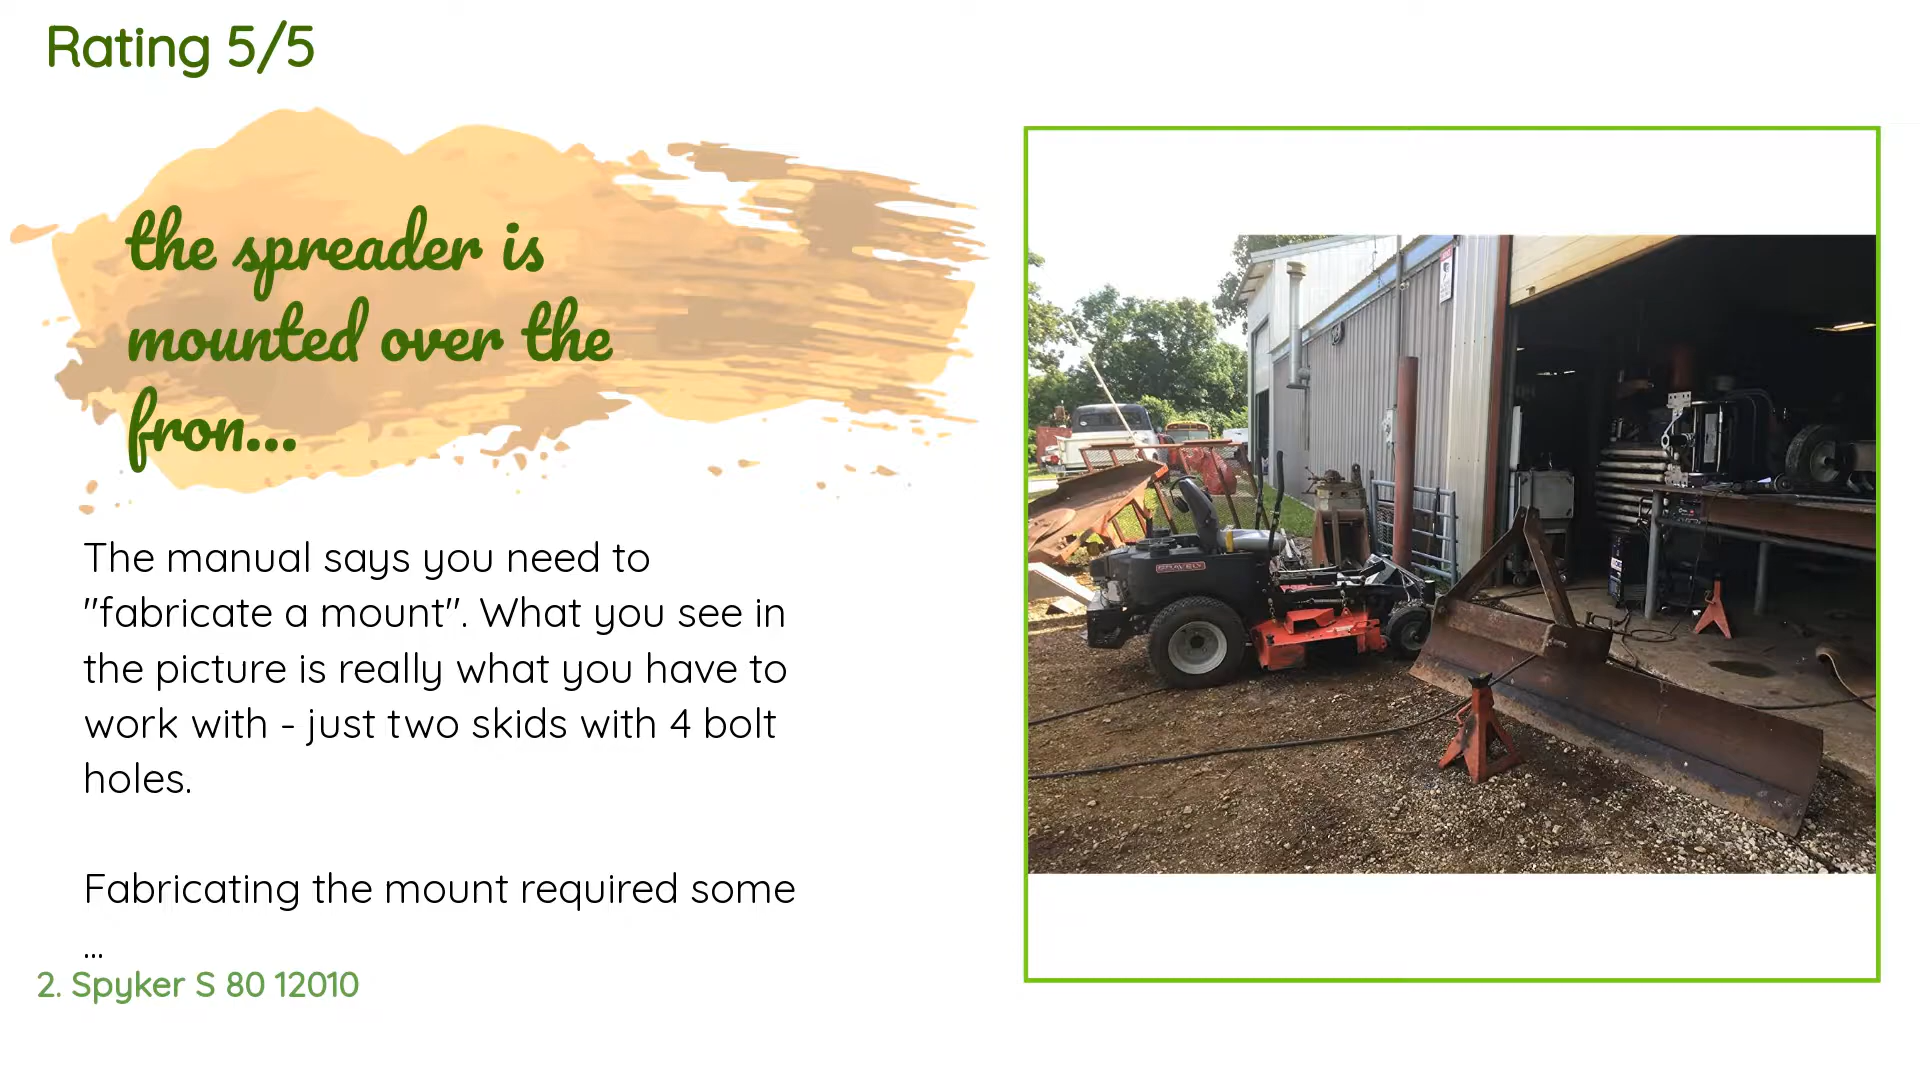 Rating 5/5
the spreader is
mounted over the
fron...
The manual says you need to
"fabricate a mount". What you see in
the picture is really what you have to
work with - just two skids with 4 bolt
holes.
Fabricating the mount required some
...
2. Spyker S 80 12010
GRAVELY